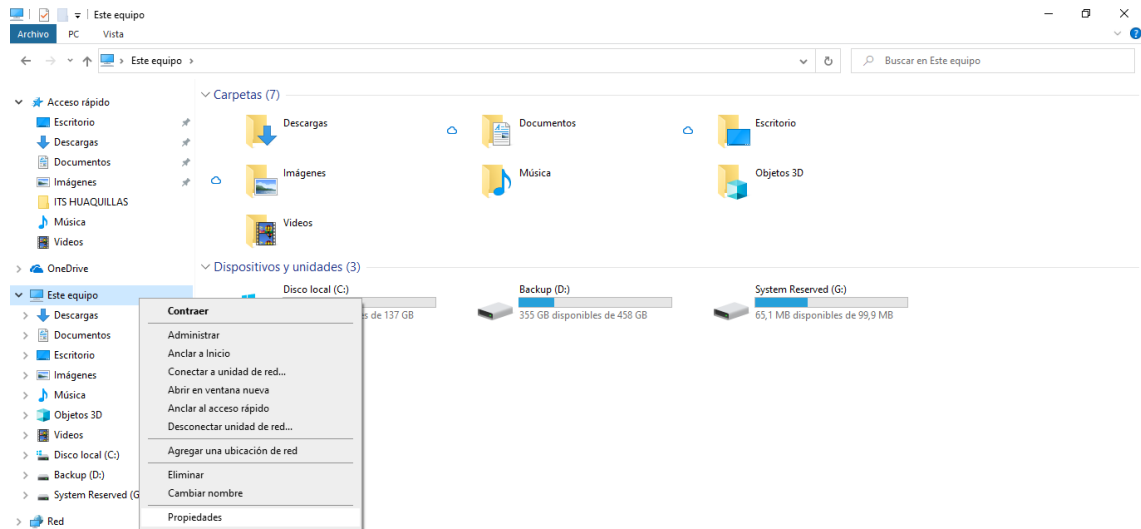 Este equipo
Archivo PC Vista
Este equipo
Buscar en Este equipo
Acceso rápido
Escritorio
Descargas
Documentos
Imágenes
ITS HUAQUILLAS
Música
Videos
OneDrive
Este equipo
Descargas
Documentos
Escritorio
Imágenes
Música
Objetos 3D
Videos
Disco local (C:)
Backup (D:)
System Reserved (G
Red
Carpetas (7)
Descargas
Documentos
Escritorio
Imágenes
Música
Objetos 3D
Videos
Dispositivos y unidades (3)
Disco local (C:)
s de 137 GB
Backup (D:)
355 GB disponibles de 458 GB
System Reserved (G:)
65,1 MB disponibles de 99,9 MB
Contraer
Administrar
Anclar a Inicio
Conectar a unidad de red...
Abrir en ventana nueva
Anclar al acceso rápido
Desconectar unidad de red...
Agregar una ubicación de red
Eliminar
Cambiar nombre
Propiedades